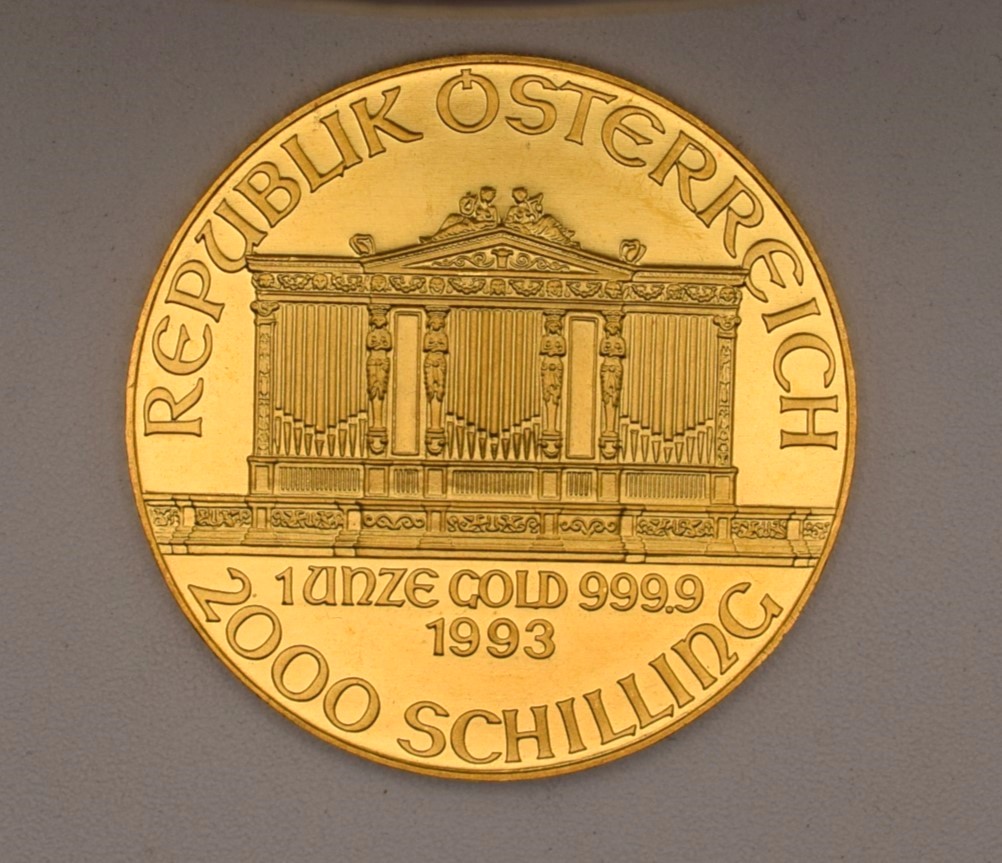 REPUBLIK ÖSTERREICH
1 UNZE GOLD 999.9
1993
2000 SCHILLING